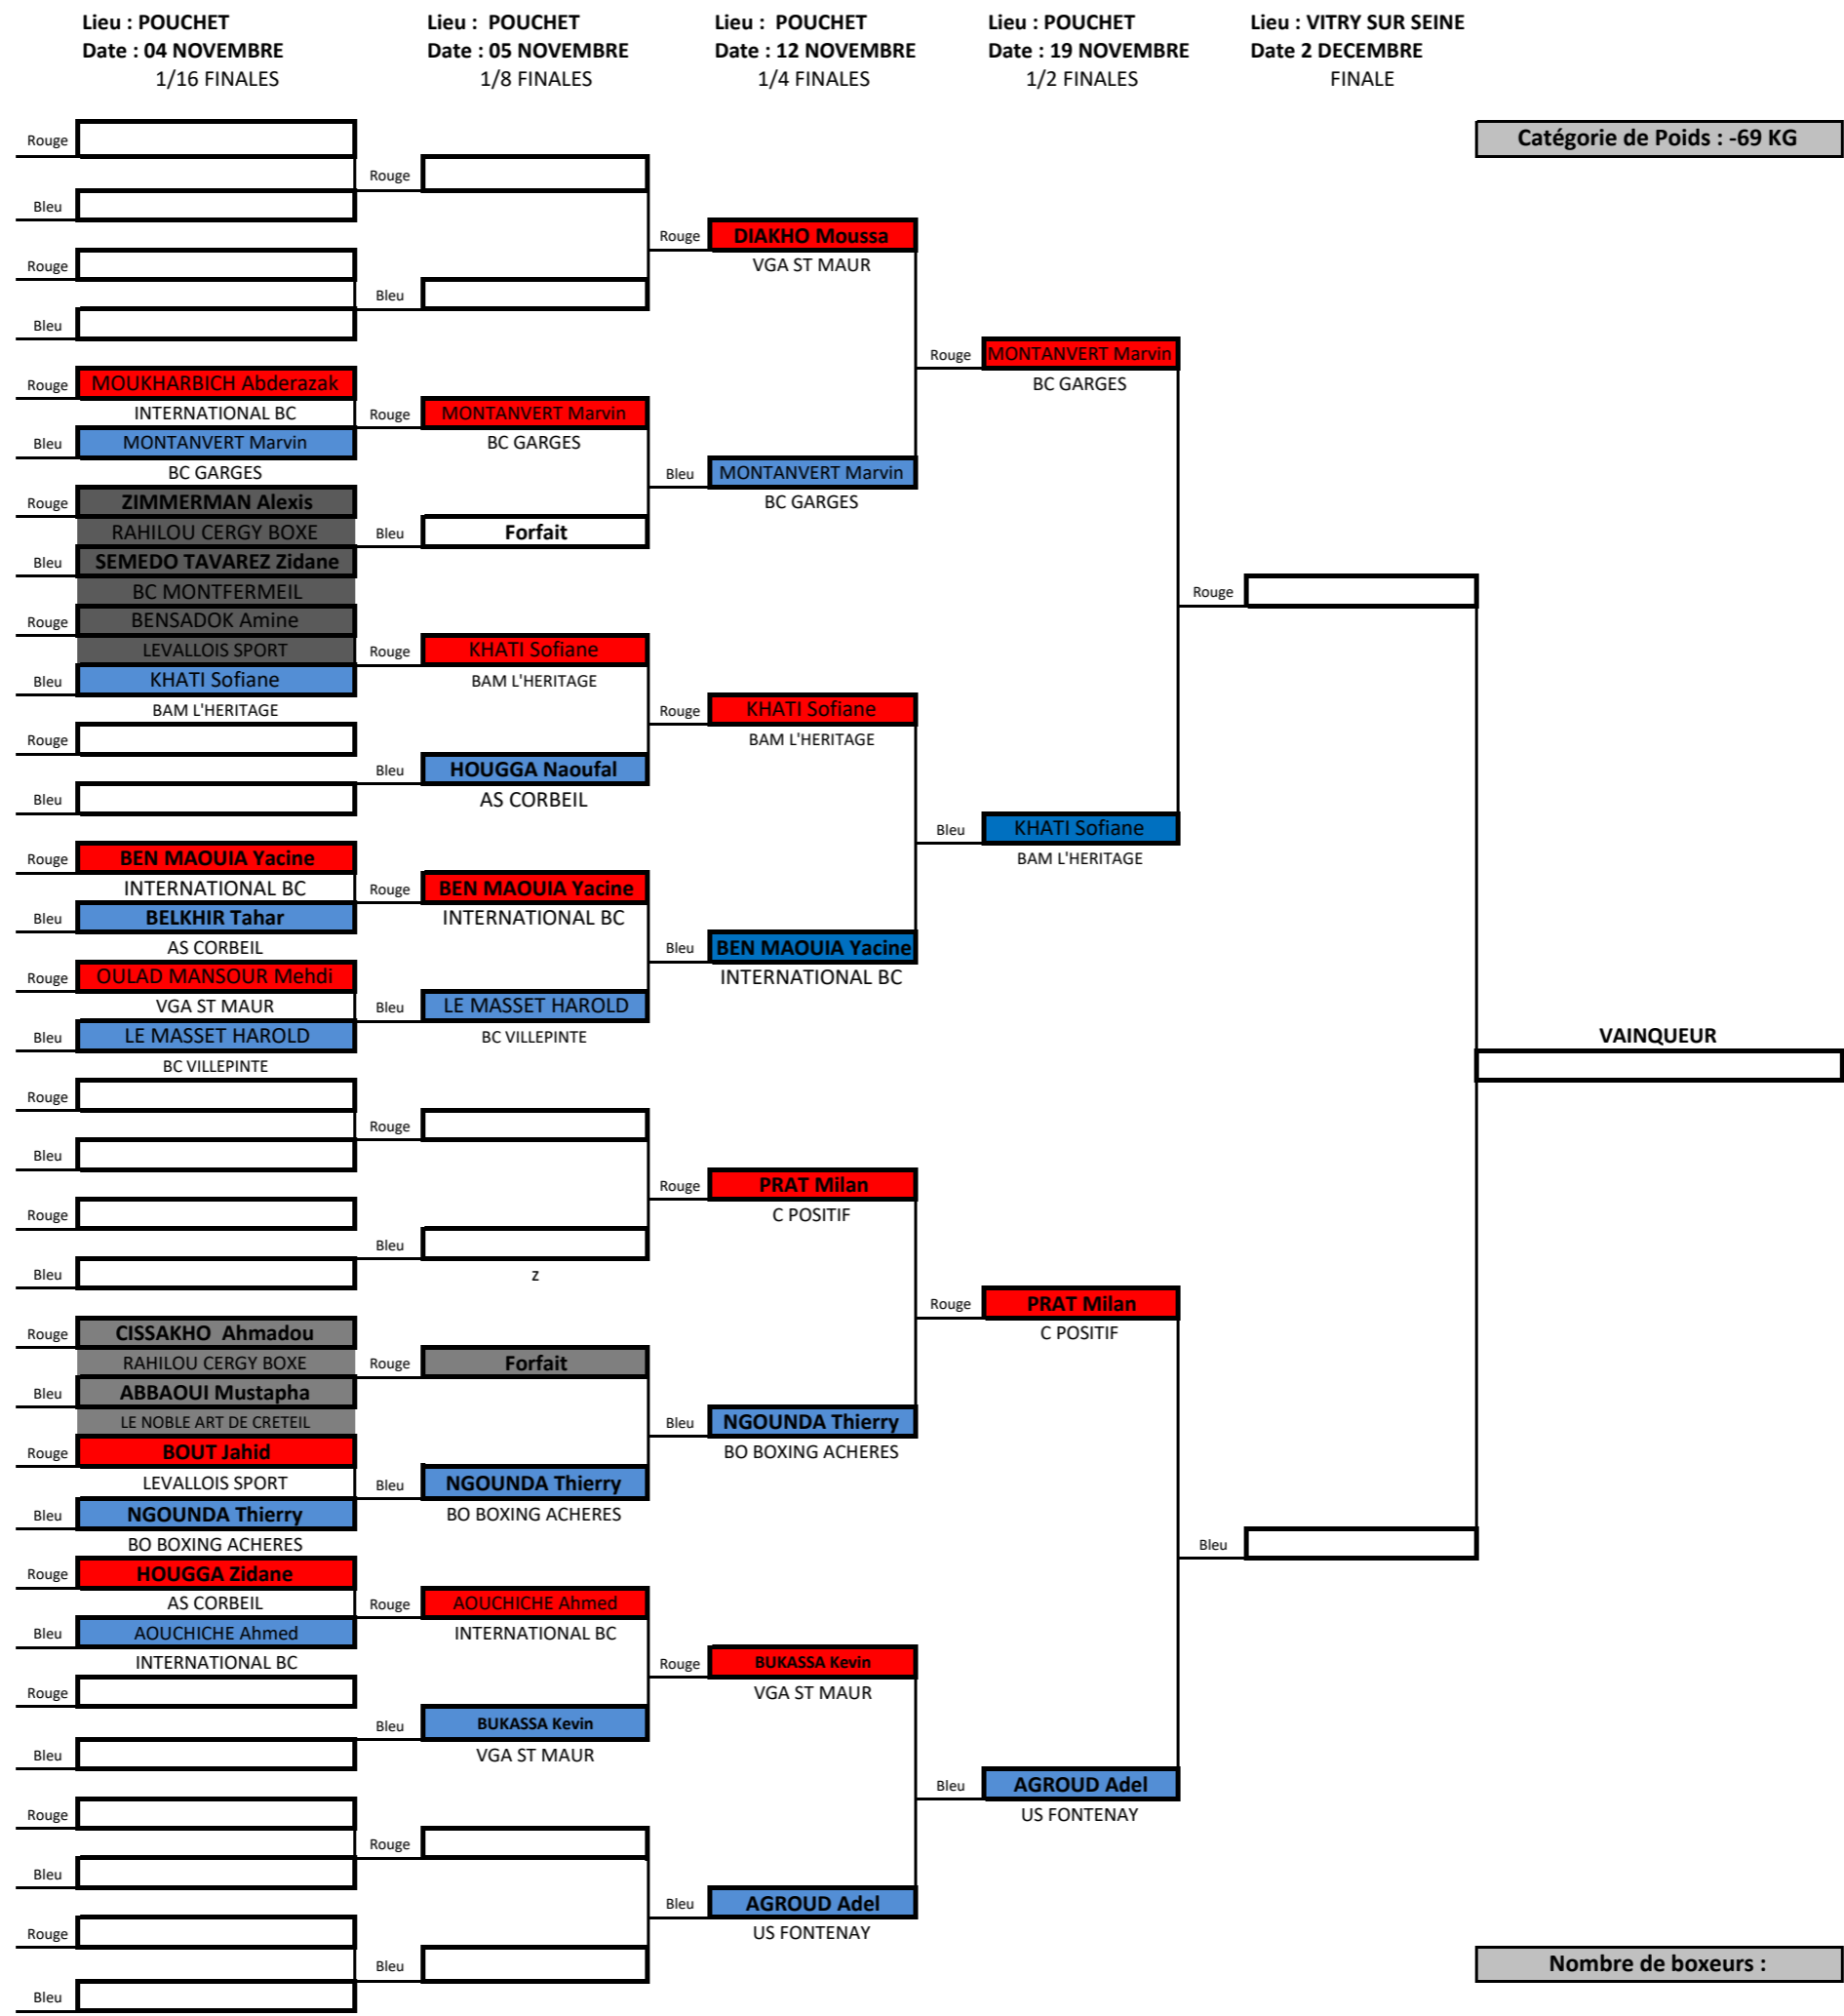 Lieu : POUCHET
Date : 04 NOVEMBRE
1/16 FINALES
Lieu :  POUCHET
Date : 05 NOVEMBRE
1/8 FINALES
Lieu :  POUCHET
Date : 12 NOVEMBRE
1/4 FINALES
Lieu : POUCHET
Date : 19 NOVEMBRE
1/2 FINALES
Lieu : VITRY SUR SEINE
Date 2 DECEMBRE
FINALE
Catégorie de Poids : -69 KG
Rouge
Bleu
Rouge
Bleu
Rouge MOUKHARBICH Abderazak
INTERNATIONAL BC
Bleu MONTANVERT Marvin
BC GARGES
Rouge ZIMMERMAN Alexis
RAHILOU CERGY BOXE
Bleu SEMEDO TAVAREZ Zidane
BC MONTFERMEIL
Rouge BENSADOK Amine
LEVALLOIS SPORT
Bleu KHATI Sofiane
BAM L'HERITAGE
Rouge
Bleu
Rouge BEN MAOUIA Yacine
INTERNATIONAL BC
Bleu BELKHIR Tahar
AS CORBEIL
Rouge OULAD MANSOUR Mehdi
VGA ST MAUR
Bleu LE MASSET HAROLD
BC VILLEPINTE
Rouge
Bleu
Rouge
Bleu
Rouge CISSAKHO  Ahmadou
RAHILOU CERGY BOXE
Bleu ABBAOUI Mustapha
LE NOBLE ART DE CRETEIL
Rouge BOUT Jahid
LEVALLOIS SPORT
Bleu NGOUNDA Thierry
BO BOXING ACHERES
Rouge HOUGGA Zidane
AS CORBEIL
Bleu AOUCHICHE Ahmed
INTERNATIONAL BC
Rouge
Bleu
Rouge
Bleu
Rouge
Bleu
Rouge
Bleu
Rouge MONTANVERT Marvin
BC GARGES
Bleu Forfait
Rouge KHATI Sofiane
BAM L'HERITAGE
Bleu HOUGGA Naoufal
AS CORBEIL
Rouge BEN MAOUIA Yacine
INTERNATIONAL BC
Bleu LE MASSET HAROLD
BC VILLEPINTE
Rouge
Bleu
z
Rouge Forfait
Bleu NGOUNDA Thierry
BO BOXING ACHERES
Rouge AOUCHICHE Ahmed
INTERNATIONAL BC
Bleu BUKASSA Kevin
VGA ST MAUR
Rouge
Bleu
Rouge DIAKHO Moussa
VGA ST MAUR
Bleu MONTANVERT Marvin
BC GARGES
Rouge KHATI Sofiane
BAM L'HERITAGE
Bleu BEN MAOUIA Yacine
INTERNATIONAL BC
Rouge PRAT Milan
C POSITIF
Bleu NGOUNDA Thierry
BO BOXING ACHERES
Rouge BUKASSA Kevin
VGA ST MAUR
Bleu AGROUD Adel
US FONTENAY
Rouge MONTANVERT Marvin
BC GARGES
Bleu KHATI Sofiane
BAM L'HERITAGE
Rouge PRAT Milan
C POSITIF
Bleu AGROUD Adel
US FONTENAY
Rouge
Bleu
VAINQUEUR
Nombre de boxeurs :